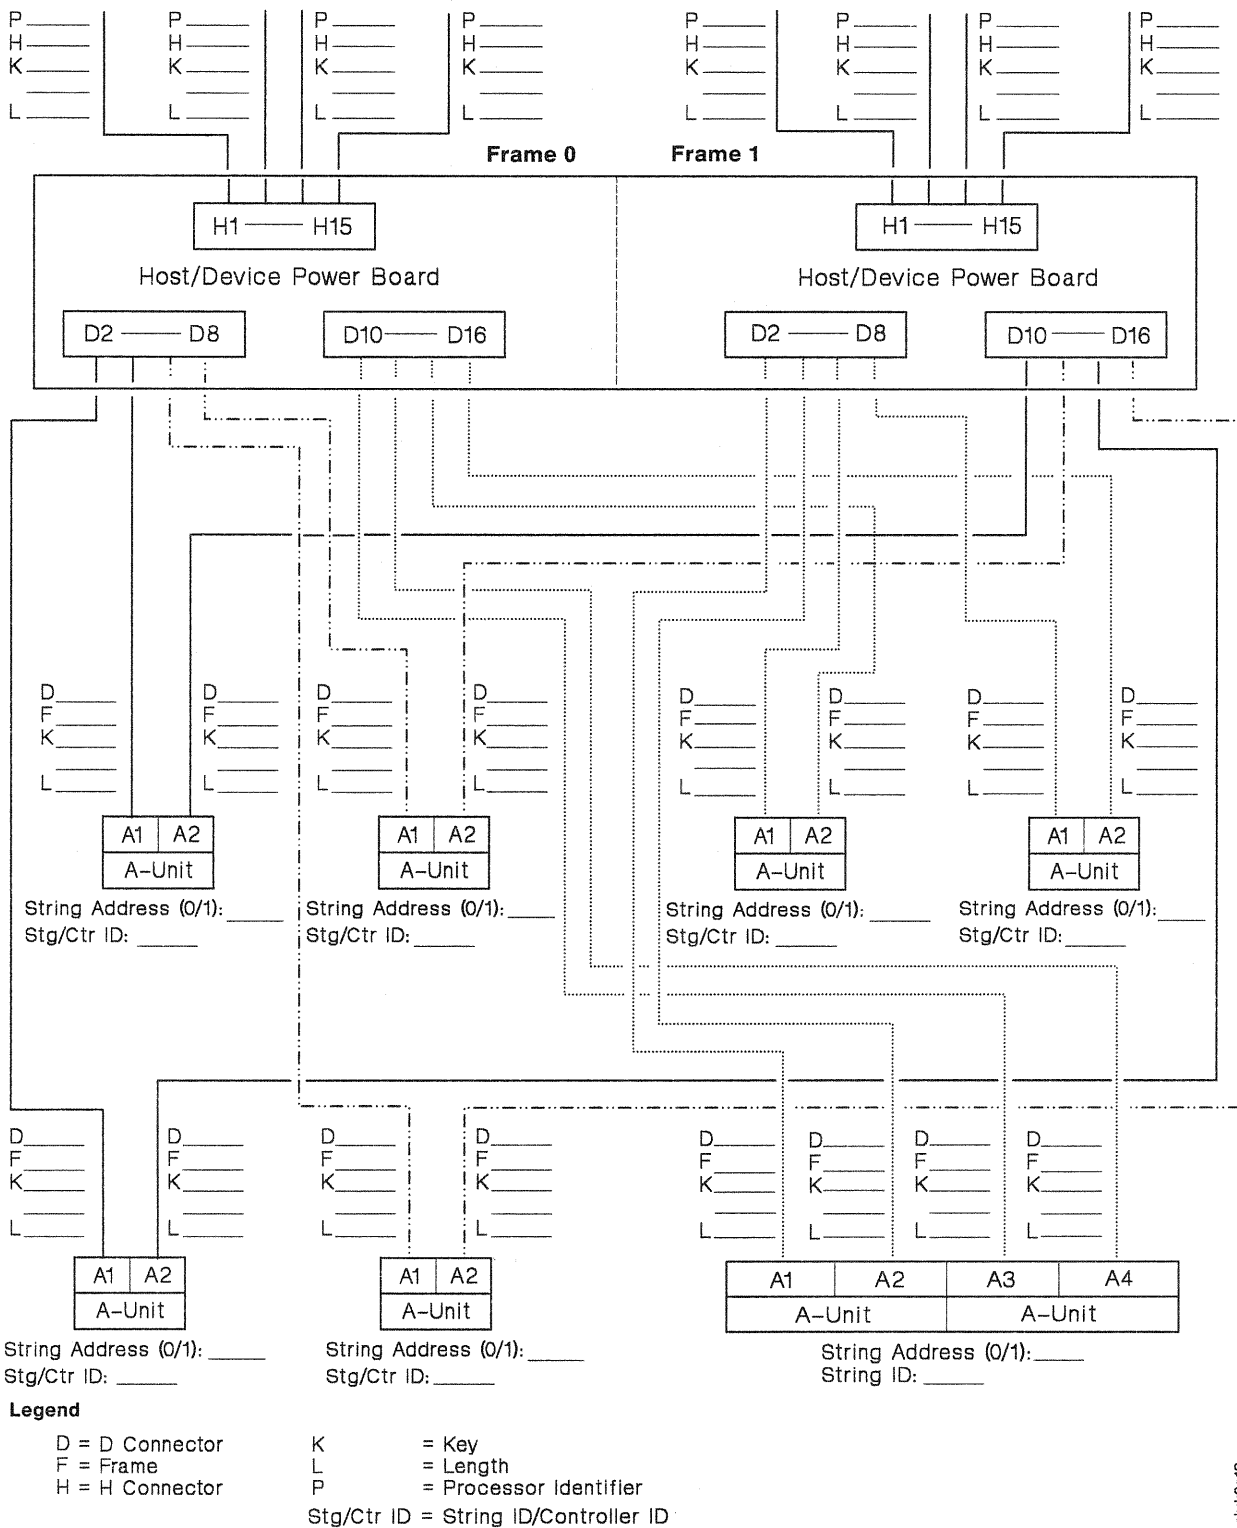 P P P P P P P P
H H H H H H H H
K K K K K K K K
L L L L L L L L
Frame 0 Frame 1
H1 H15 H1 H15
Host/Device Power Board Host/Device Power Board
D2 D8 D10 D16 D2 D8 D10 D16
D D D D D D D D
F F F F F F F F
K K K K K K K K
L L L L L L L L
A1 A2 A1 A2 A1 A2 A1 A2
A-Unit A-Unit A-Unit A-Unit
String Address (0/1): String Address (0/1): String Address (0/1): String Address (0/1):
Stg/Ctr ID: Stg/Ctr ID: Stg/Ctr ID: Stg/Ctr ID:
D D D D D D D D
F F F F F F F F
K K K K K K K K
L L L L L L L L
A1 A2 A1 A2 A1 A2 A3 A4
A-Unit A-Unit A-Unit A-Unit
String Address (0/1): String Address (0/1): String Address (0/1):
Stg/Ctr ID: Stg/Ctr ID: String ID:
Legend
D = D Connector K = Key
F = Frame L = Length
H = H Connector P = Processor Identifier
Stg/Ctr ID = String ID/Controller ID